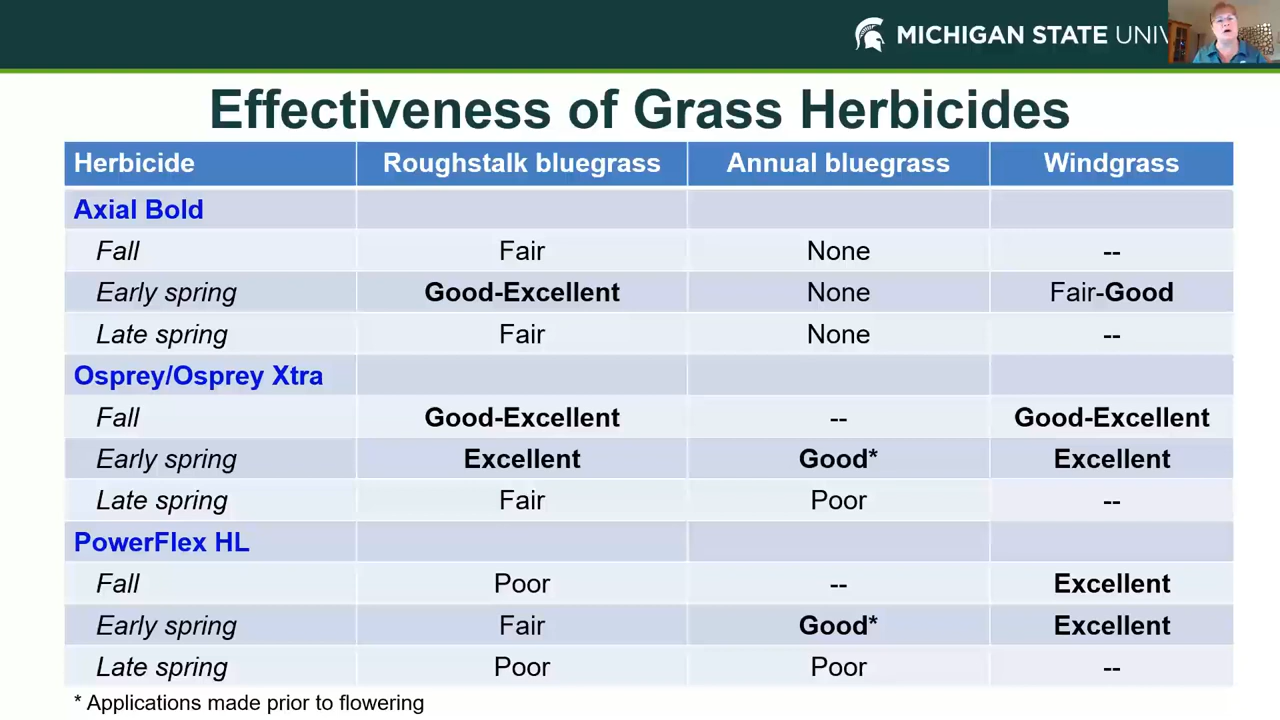 MICHIGAN STATE UNIV
Effectiveness of Grass Herbicides
Herbicide Roughstalk bluegrass Annual bluegrass Windgrass
Axial Bold
Fall Fair None --
Early spring Good-Excellent None Fair-Good
Late spring Fair None --
Osprey/Osprey Xtra
Fall Good-Excellent -- Good-Excellent
Early spring Excellent Good* Excellent
Late spring Fair Poor --
PowerFlex HL
Fall Poor -- Excellent
Early spring Fair Good* Excellent
Late spring Poor Poor --
* Applications made prior to flowering